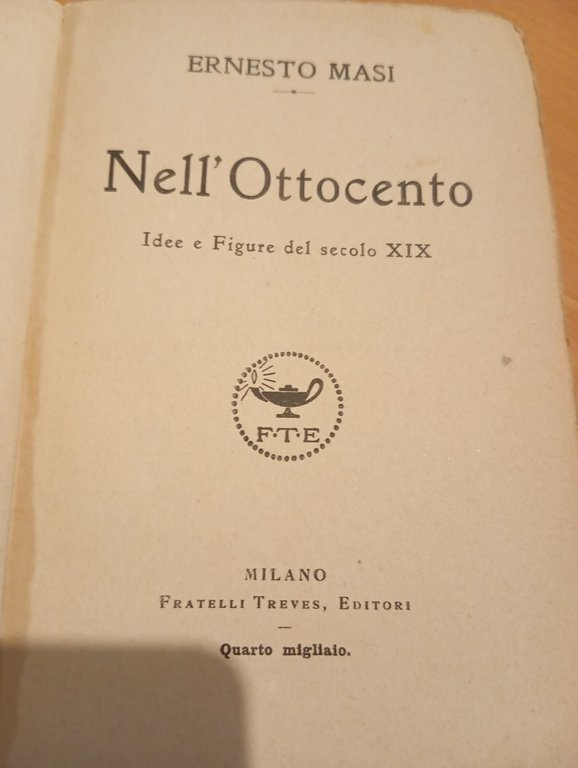 ERNESTO MASI
Nell'Ottocento
Idee e Figure del secolo XIX
F·T·E
MILANO
FRATELLI TREVES, EDITORI
Quarto migliaio.